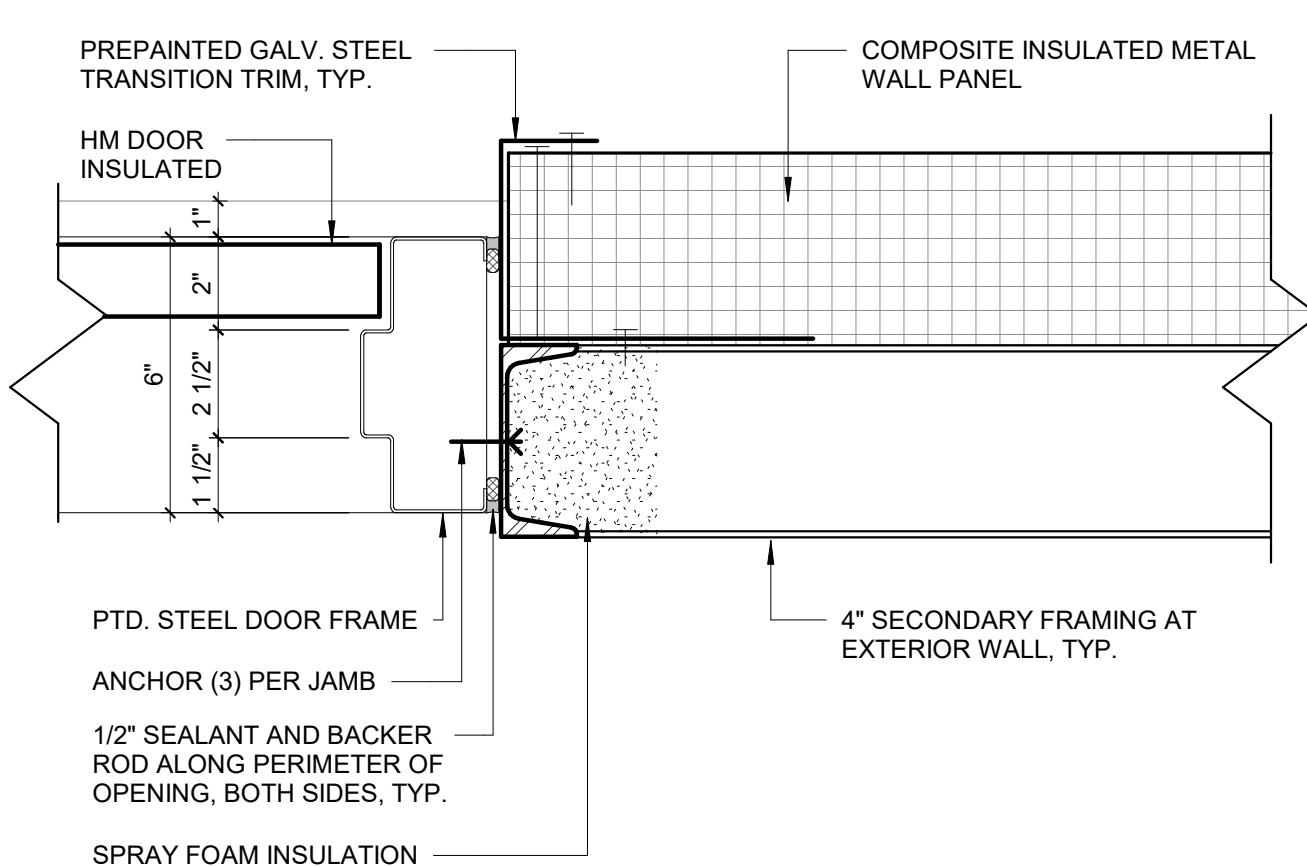 PREPAINTED GALV. STEEL
TRANSITION TRIM, TYP.
COMPOSITE INSULATED METAL
WALL PANEL
HM DOOR
INSULATED
1"
2"
6"
2 1/2"
1 1/2"
PTD. STEEL DOOR FRAME
4" SECONDARY FRAMING AT
EXTERIOR WALL, TYP.
ANCHOR (3) PER JAMB
1/2" SEALANT AND BACKER
ROD ALONG PERIMETER OF
OPENING, BOTH SIDES, TYP.
SPRAY FOAM INSULATION